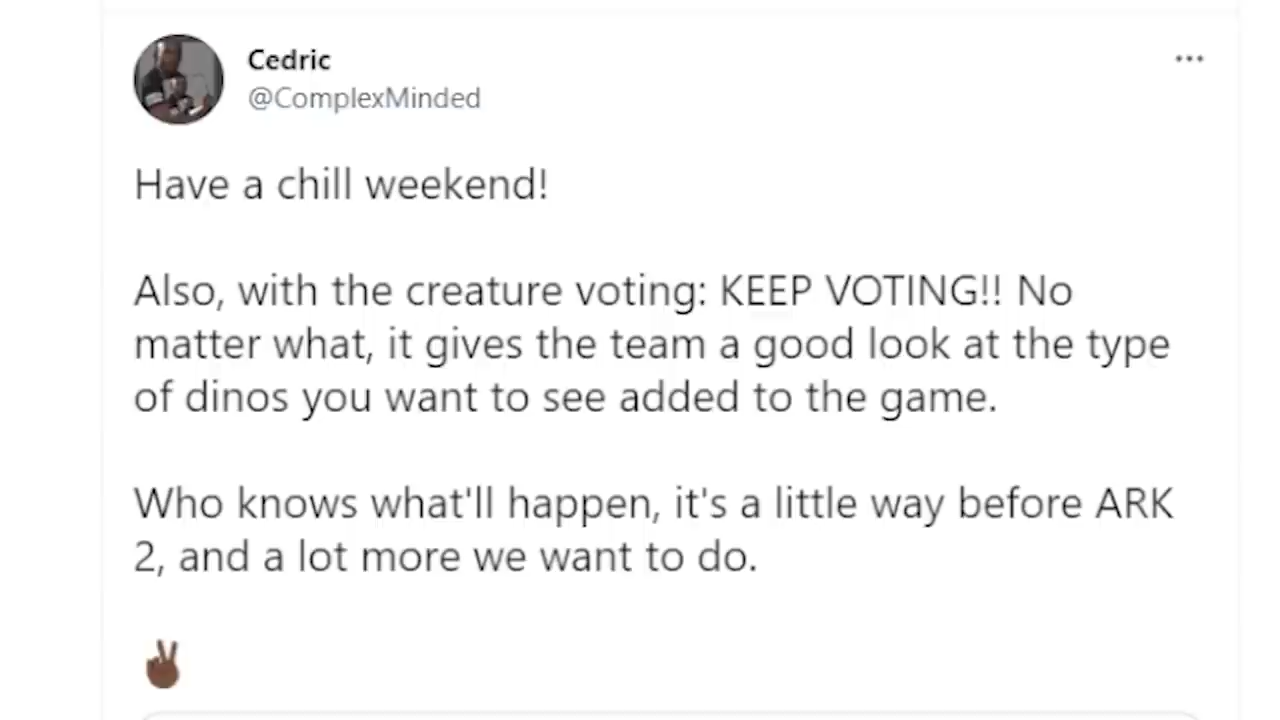 Cedric
@ComplexMinded
Have a chill weekend!
Also, with the creature voting: KEEP VOTING!! No
matter what, it gives the team a good look at the type
of dinos you want to see added to the game.
Who knows what'll happen, it's a little way before ARK
2, and a lot more we want to do.